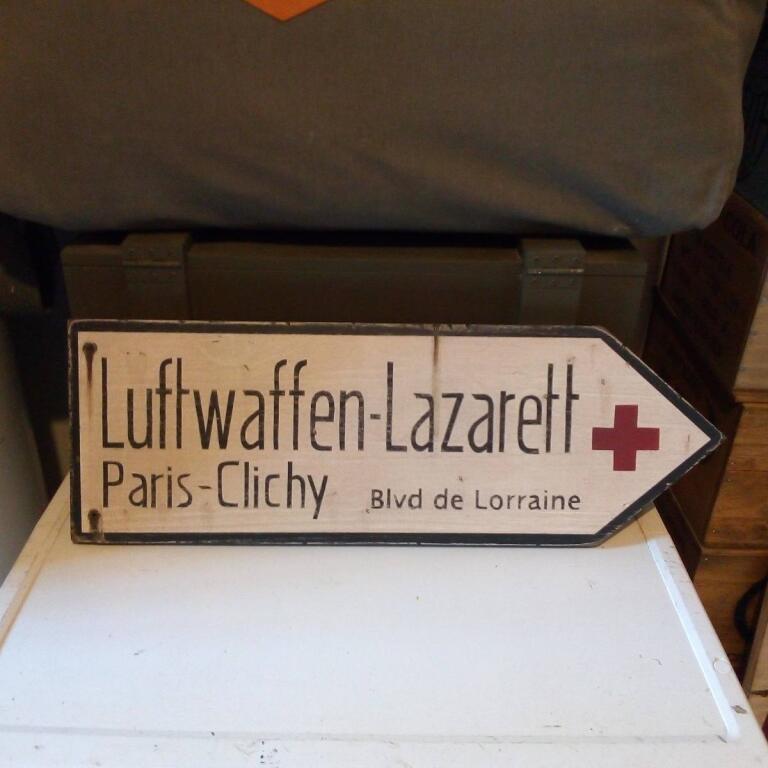 Luftwaffen-Lazarett
Paris-Clichy Blvd de Lorraine